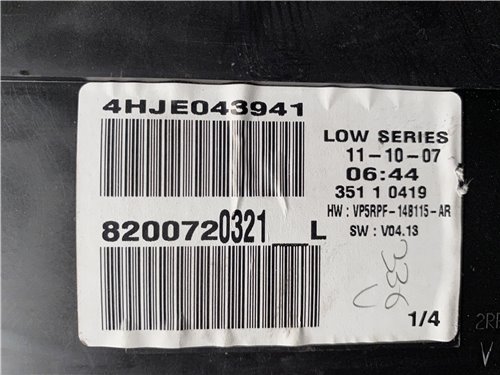 4HJE043941
LOW SERIES
11-10-07
06:44
351 1 0419
HW : VP5RPF-14B115-AR
SW : V04.13
8200720321__L
336
1/4